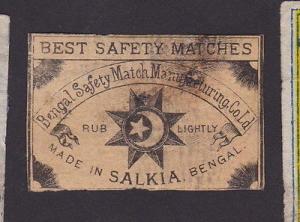 BEST SAFETY MATCHES
Bengal Safety Match Manufacturing Co Ld
RUB LIGHTLY
MADE IN SALKIA. BENGAL.